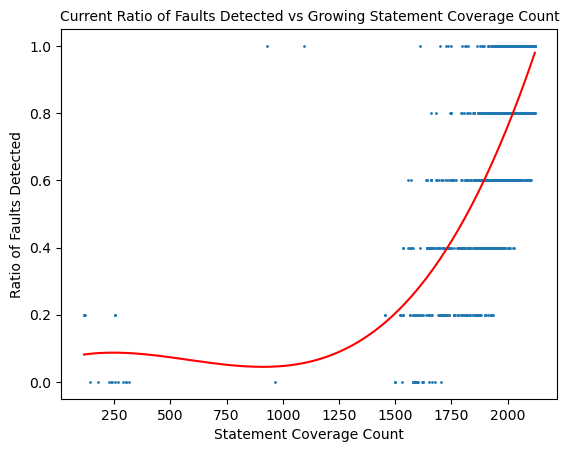 Current Ratio of Faults Detected vs Growing Statement Coverage Count
1.0
0.8
0.6
0.4
0.2
0.0
Ratio of Faults Detected
250 500 750 1000 1250 1500 1750 2000
Statement Coverage Count